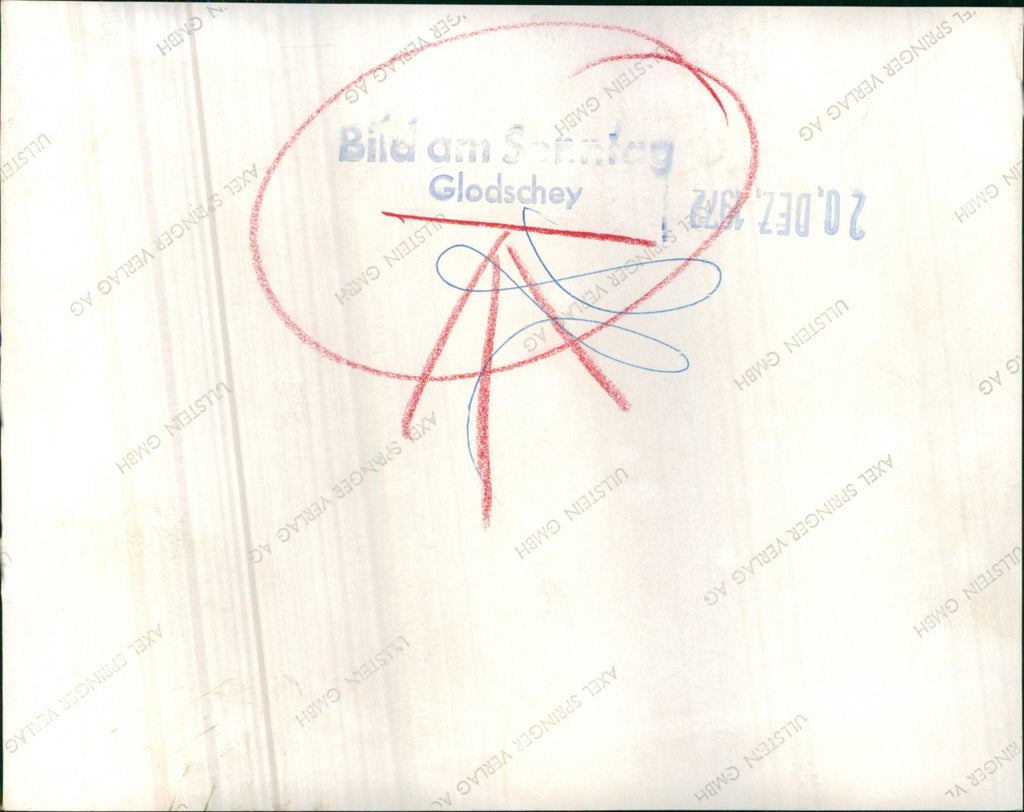 Bild am Sonntag
Glodschey
20. DEZ. 1972
ULLSTEIN GMBH
AXEL SPRINGER VERLAG AG